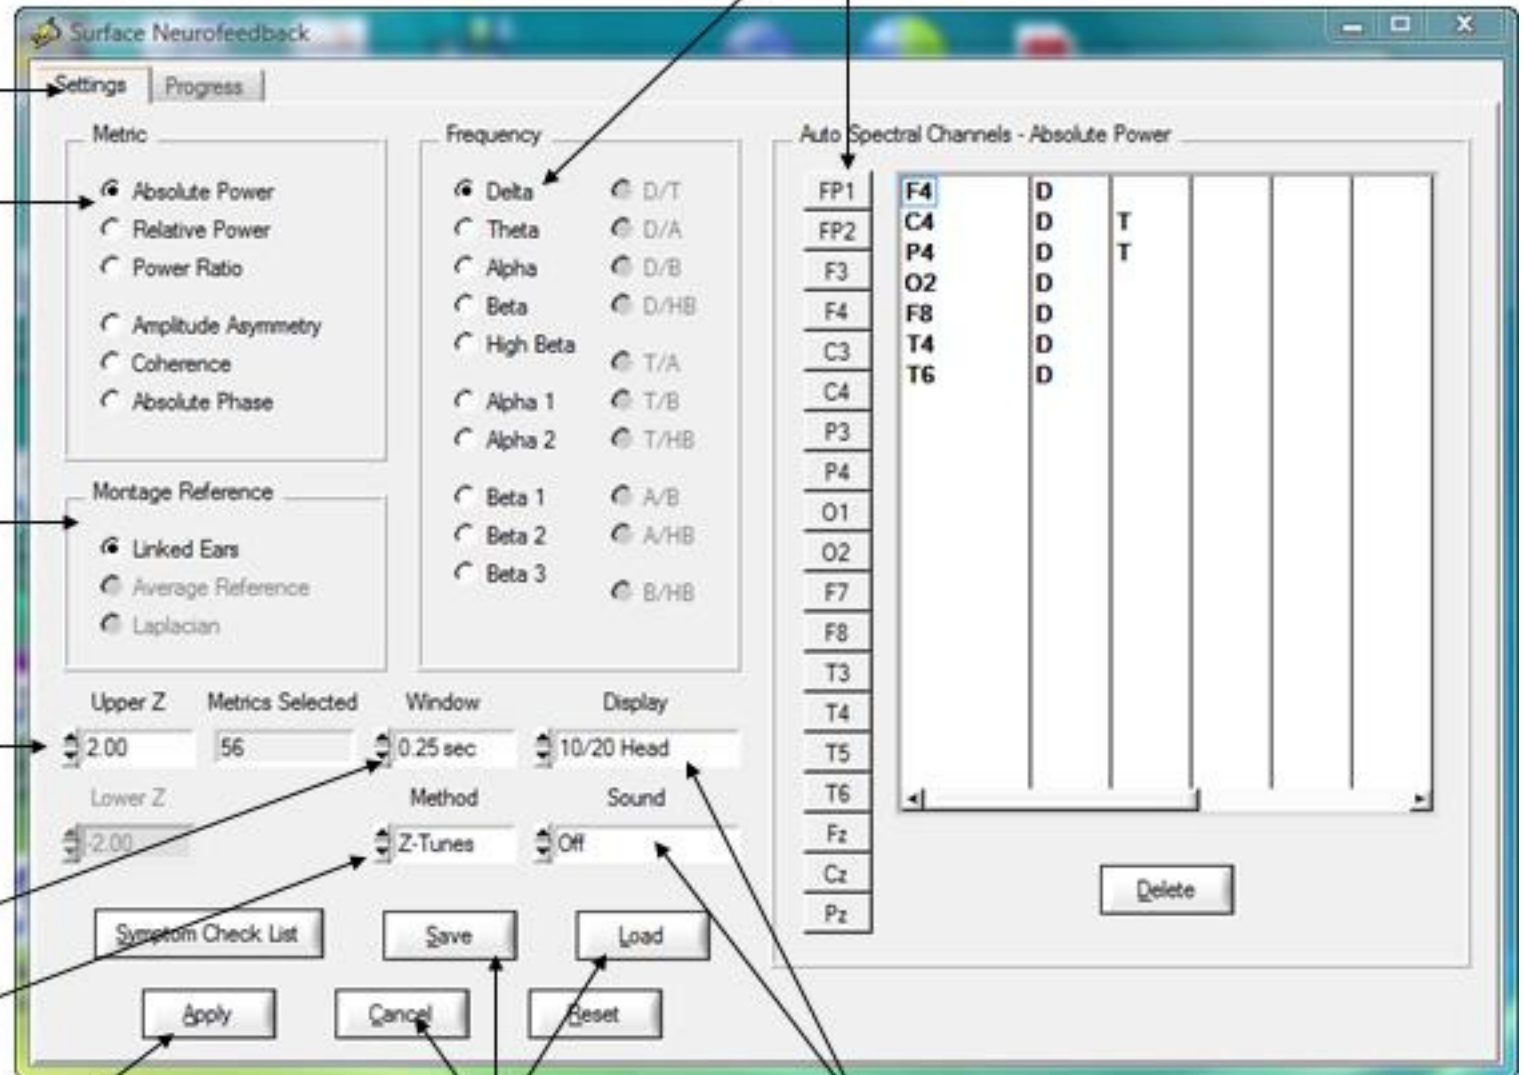 Surface Neurofeedback
Settings Progress
Metric
Absolute Power
Relative Power
Power Ratio
Amplitude Asymmetry
Coherence
Absolute Phase
Montage Reference
Linked Ears
Average Reference
Laplacian
Frequency
Delta D/T
Theta D/A
Alpha D/B
Beta D/HB
High Beta
T/A
Alpha 1 T/B
Alpha 2 T/HB
Beta 1 A/B
Beta 2 A/HB
Beta 3
B/HB
Upper Z Metrics Selected Window Display
2.00 56 0.25 sec 10/20 Head
Lower Z Method Sound
-2.00 Z-Tunes Off
Symptom Check List Save Load
Apply Cancel Reset
Auto Spectral Channels - Absolute Power
FP1
FP2
F3
F4
C3
C4
P3
P4
O1
O2
F7
F8
T3
T4
T5
T6
Fz
Cz
Pz
F4 D
C4 D T
P4 D T
O2 D
F8 D
T4 D
T6 D
Delete